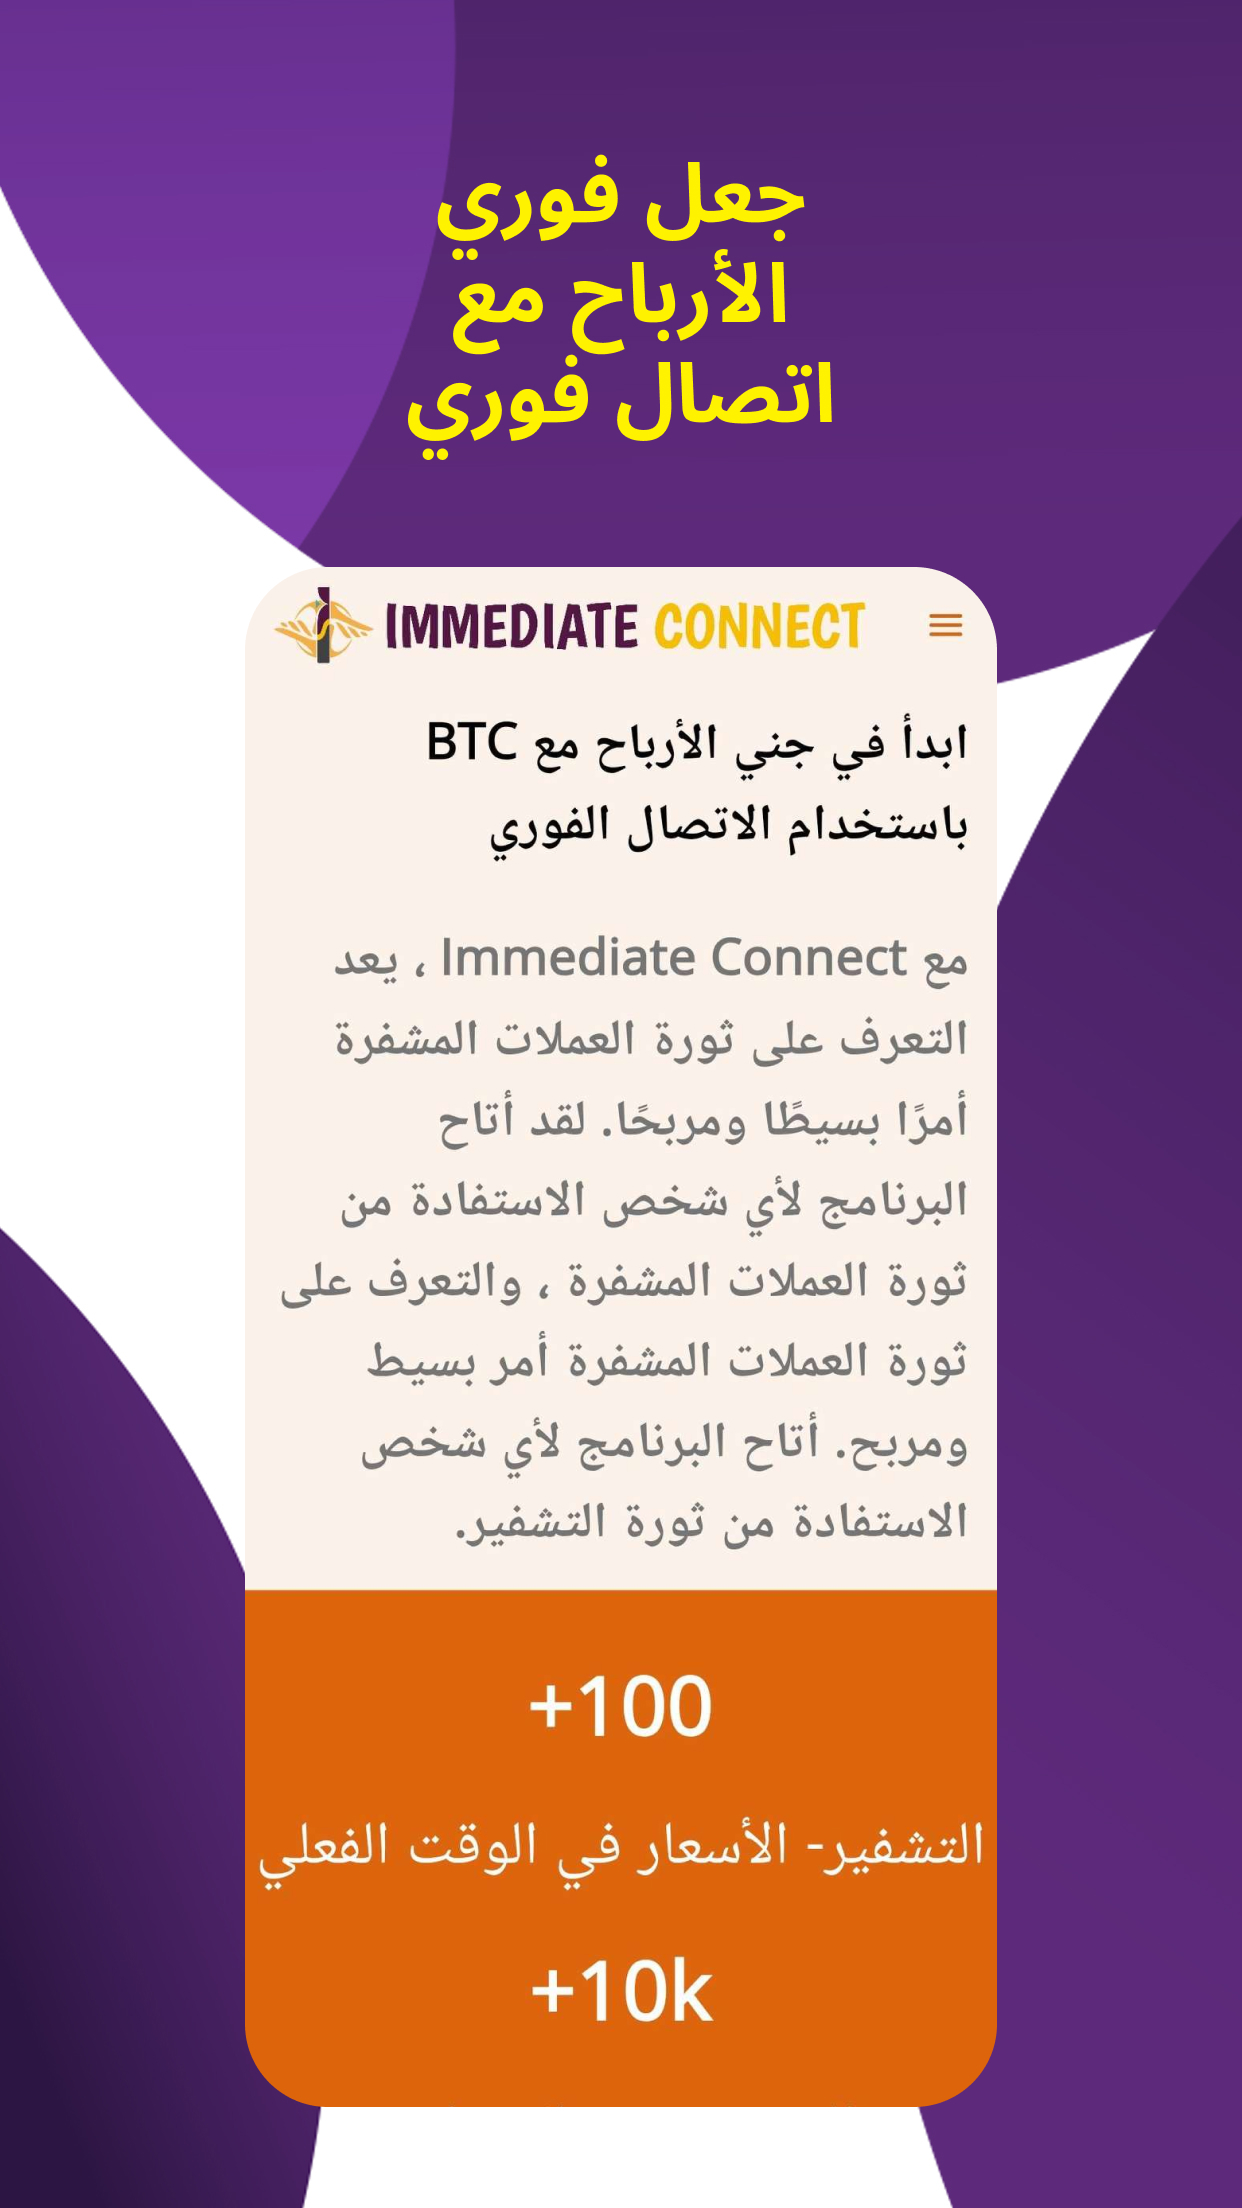 جعل فوري
الأرباح مع
اتصال فوري
IMMEDIATE CONNECT
ابدأ في جني الأرباح مع BTC
باستخدام الاتصال الفوري
مع Immediate Connect ، يعد
التعرف على ثورة العملات المشفرة
أمرًا بسيطًا ومربحًا. لقد أتاح
البرنامج لأي شخص الاستفادة من
ثورة العملات المشفرة ، والتعرف على
ثورة العملات المشفرة أمر بسيط
ومربح. أتاح البرنامج لأي شخص
الاستفادة من ثورة التشفير.
+100
التشفير- الأسعار في الوقت الفعلي
+10k